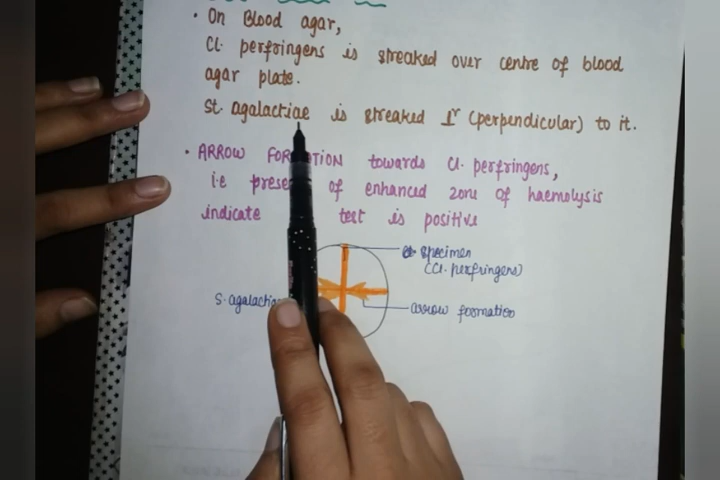 • On Blood agar,
Cl. perfringens is streaked over centre of blood
agar plate.
St. agalactiae is streaked ⊥r (perpendicular) to it.
• ARROW FOR TION towards Cl. perfringens,
i.e prese of enhanced zone of haemolysis
indicate test is positive
specimen
(Cl. perfringens)
S. agalactia
arrow formation